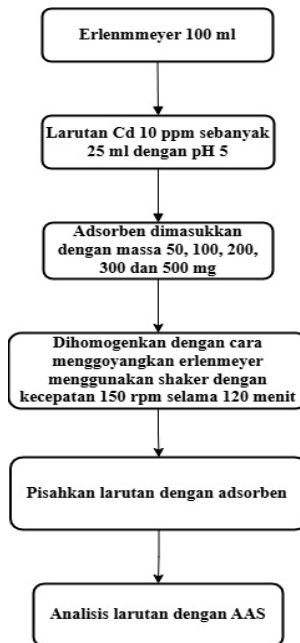 Erlenmmeyer 100 ml
Larutan Cd 10 ppm sebanyak
25 ml dengan pH 5
Adsorben dimasukkan
dengan massa 50, 100, 200,
300 dan 500 mg
Dihomogenkan dengan cara
menggoyangkan erlenmeyer
menggunakan shaker dengan
kecepatan 150 rpm selama 120 menit
Pisahkan larutan dengan adsorben
Analisis larutan dengan AAS